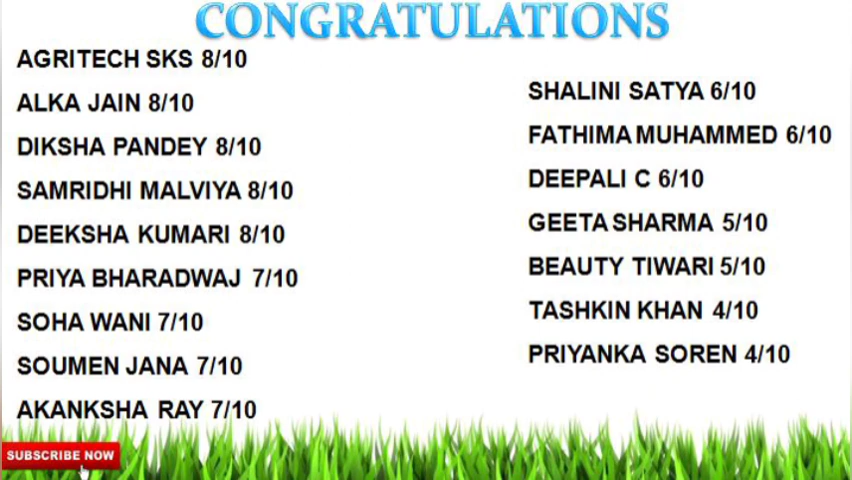 CONGRATULATIONS
AGRITECH SKS 8/10
ALKA JAIN 8/10
DIKSHA PANDEY 8/10
SAMRIDHI MALVIYA 8/10
DEEKSHA KUMARI 8/10
PRIYA BHARADWAJ 7/10
SOHA WANI 7/10
SOUMEN JANA 7/10
AKANKSHA RAY 7/10
SHALINI SATYA 6/10
FATHIMA MUHAMMED 6/10
DEEPALI C 6/10
GEETA SHARMA 5/10
BEAUTY TIWARI 5/10
TASHKIN KHAN 4/10
PRIYANKA SOREN 4/10
SUBSCRIBE NOW